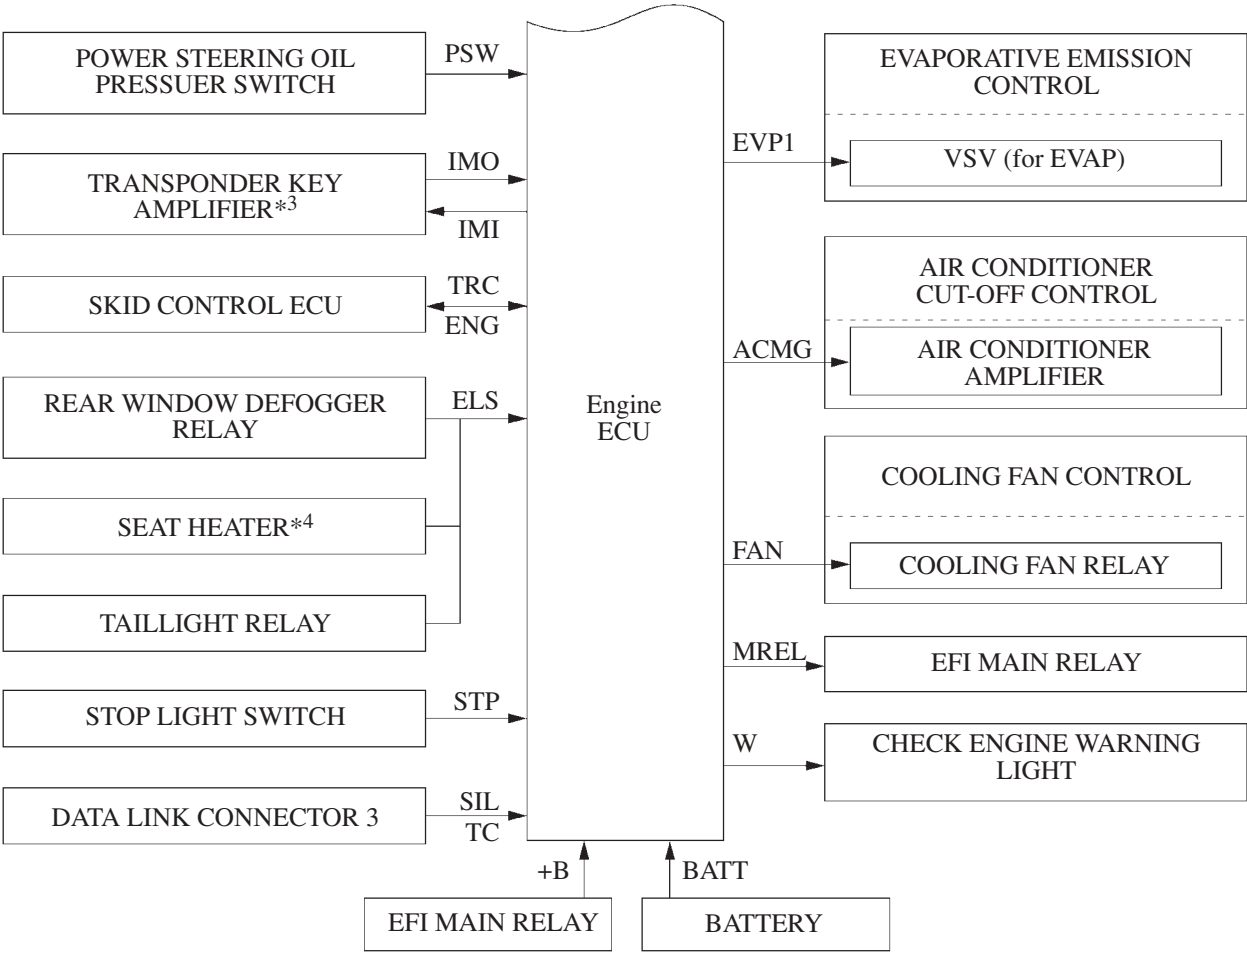 POWER STEERING OIL
PRESSUER SWITCH
PSW
TRANSPONDER KEY
AMPLIFIER*3
IMO
IMI
SKID CONTROL ECU
TRC
ENG
REAR WINDOW DEFOGGER
RELAY
ELS
SEAT HEATER*4
TAILLIGHT RELAY
STOP LIGHT SWITCH
STP
DATA LINK CONNECTOR 3
SIL
TC
Engine
ECU
EVP1
EVAPORATIVE EMISSION
CONTROL
VSV (for EVAP)
AIR CONDITIONER
CUT-OFF CONTROL
ACMG
AIR CONDITIONER
AMPLIFIER
COOLING FAN CONTROL
FAN
COOLING FAN RELAY
MREL
EFI MAIN RELAY
W
CHECK ENGINE WARNING
LIGHT
+B
BATT
EFI MAIN RELAY
BATTERY